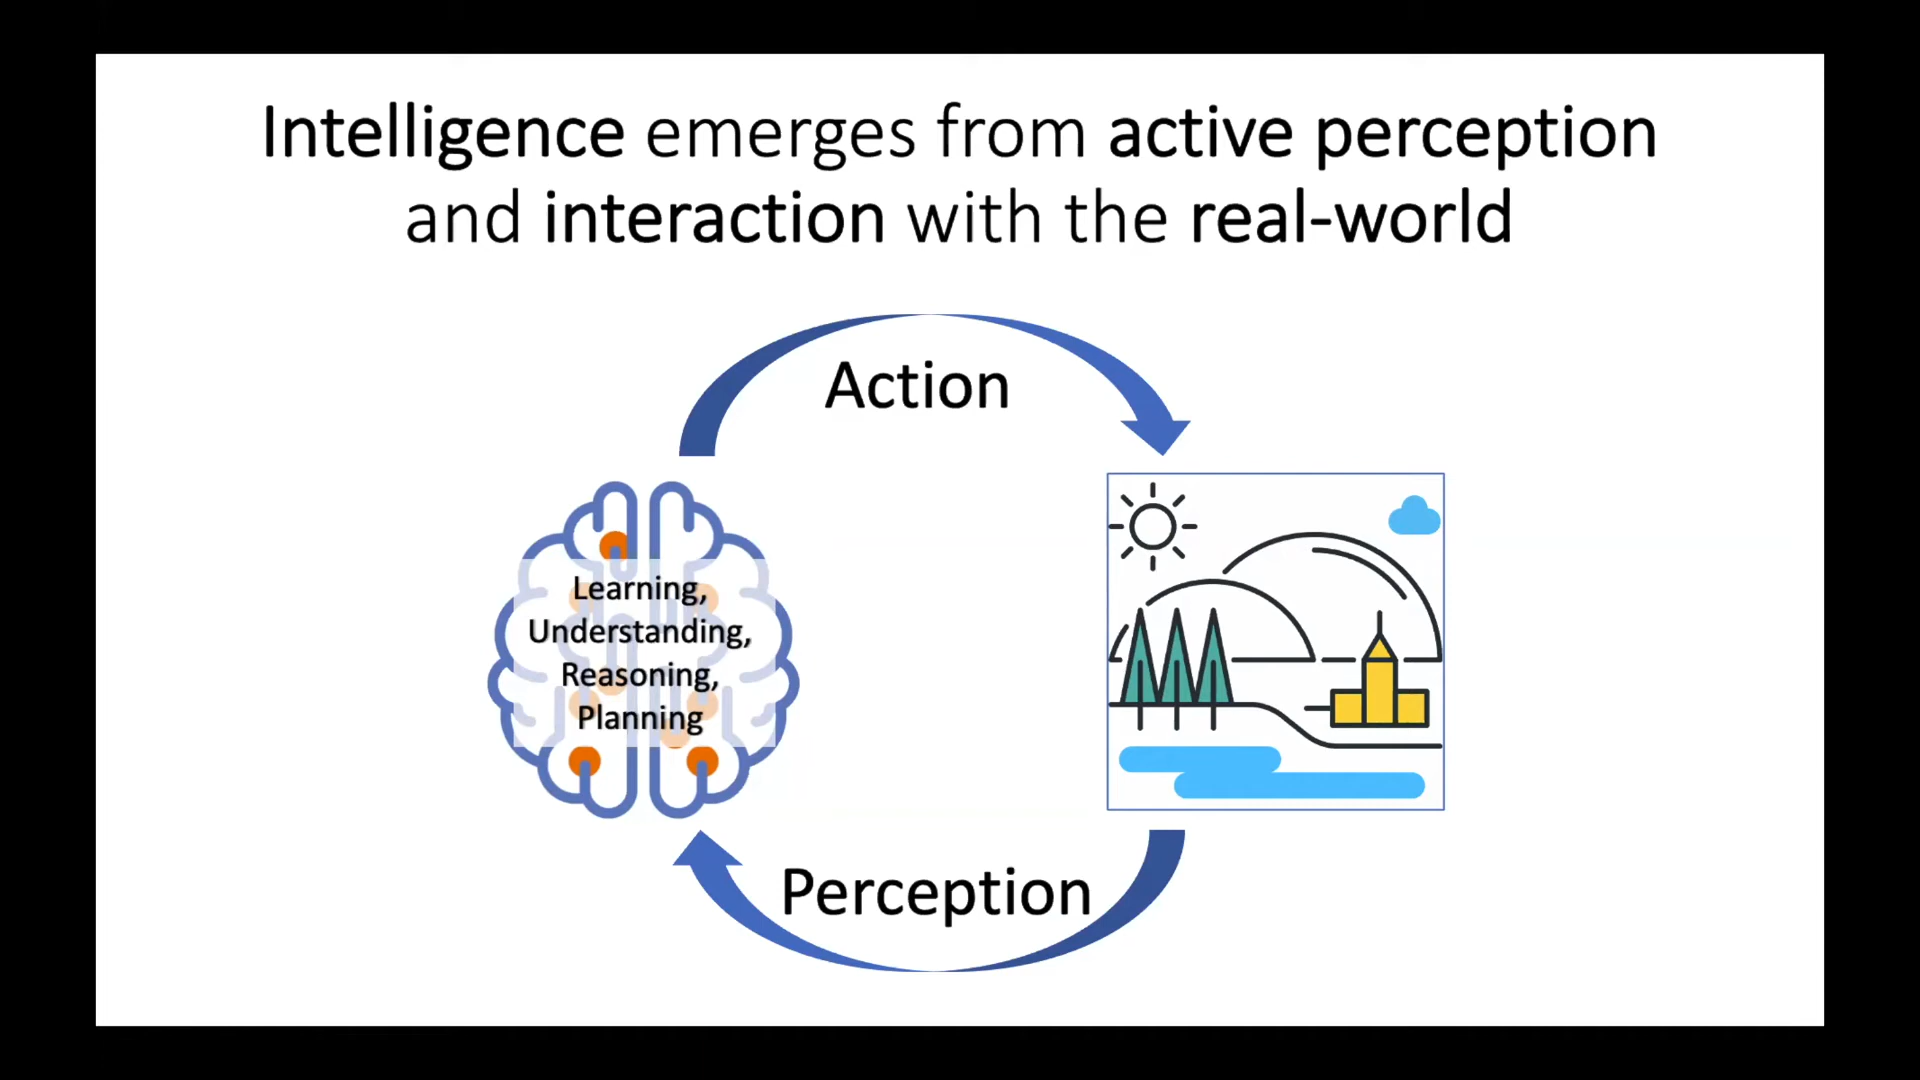 Intelligence emerges from active perception
and interaction with the real-world
Action
Learning,
Understanding,
Reasoning,
Planning
Perception